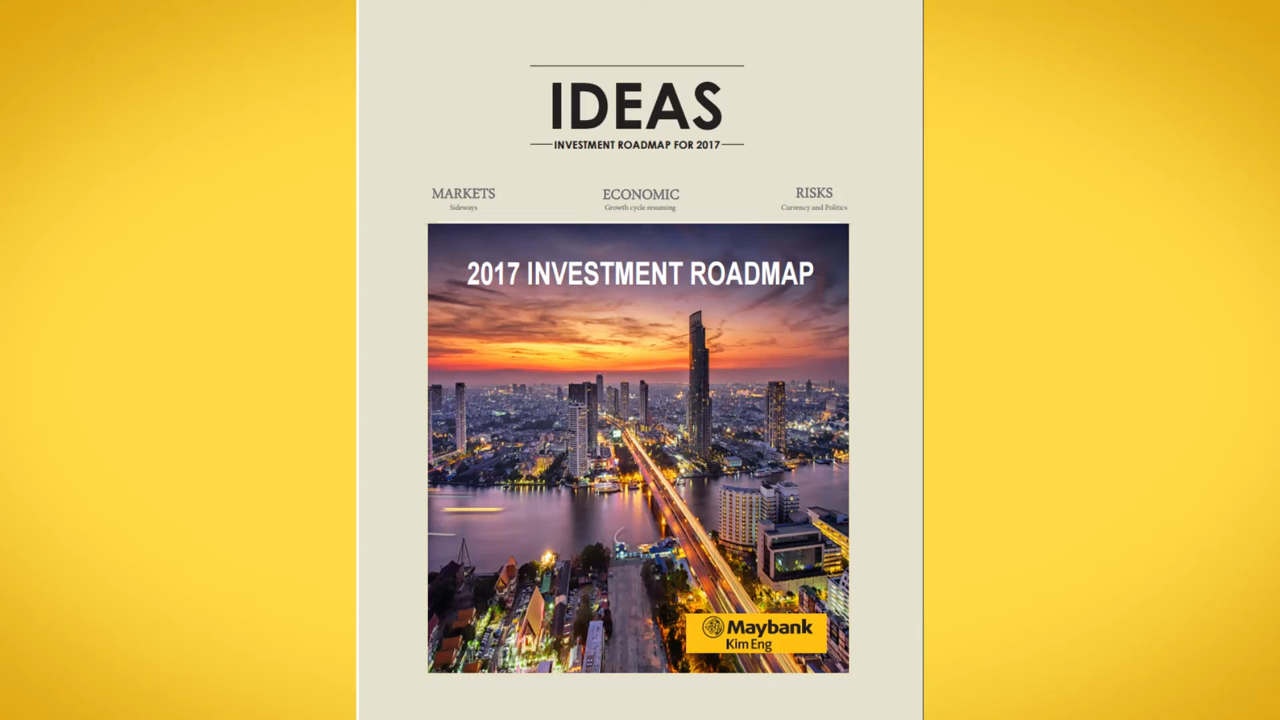 IDEAS
INVESTMENT ROADMAP FOR 2017
MARKETS
Sideways
ECONOMIC
Growth cycle resuming
RISKS
Currency and Politics
2017 INVESTMENT ROADMAP
Maybank
Kim Eng